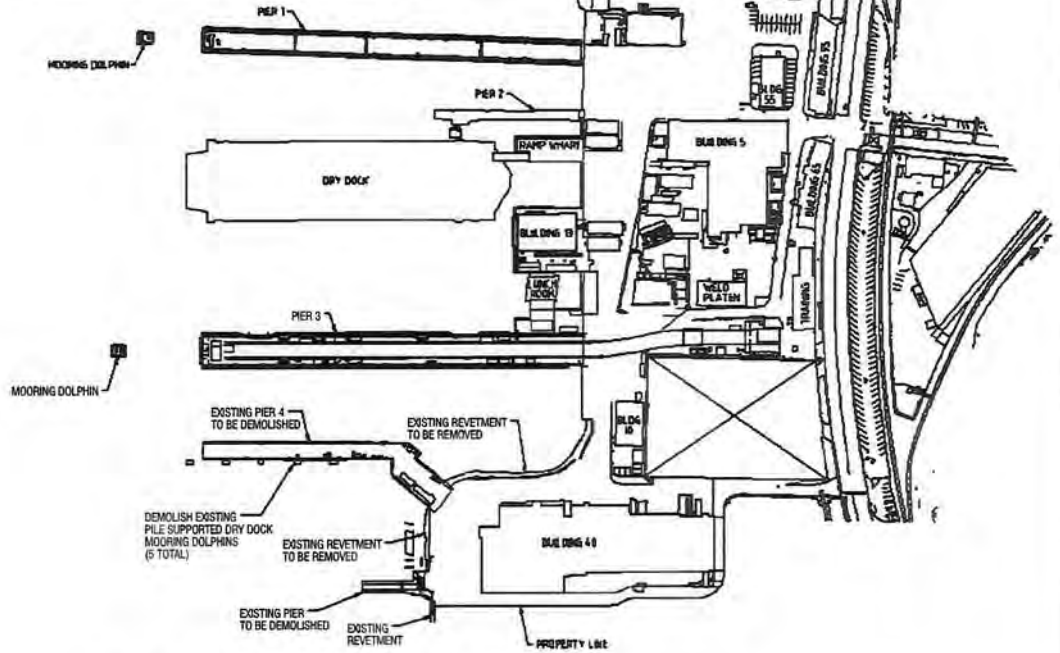 PIER 1
MOORING DOLPHIN
PIER 2
RAMP WHARF
DRY DOCK
BLDG
55
BUILDING 5
BUILDING 65
BUILDING 13
LUNCH
ROOM
WELD
PLATEN
TRAINING
PIER 3
MOORING DOLPHIN
EXISTING PIER 4
TO BE DEMOLISHED
EXISTING REVETMENT
TO BE REMOVED
BLDG
DEMOLISH EXISTING
PILE SUPPORTED DRY DOCK
MOORING DOLPHINS
(5 TOTAL)
EXISTING REVETMENT
TO BE REMOVED
BUILDING 40
EXISTING PIER
TO BE DEMOLISHED
EXISTING
REVETMENT
PROPERTY LINE